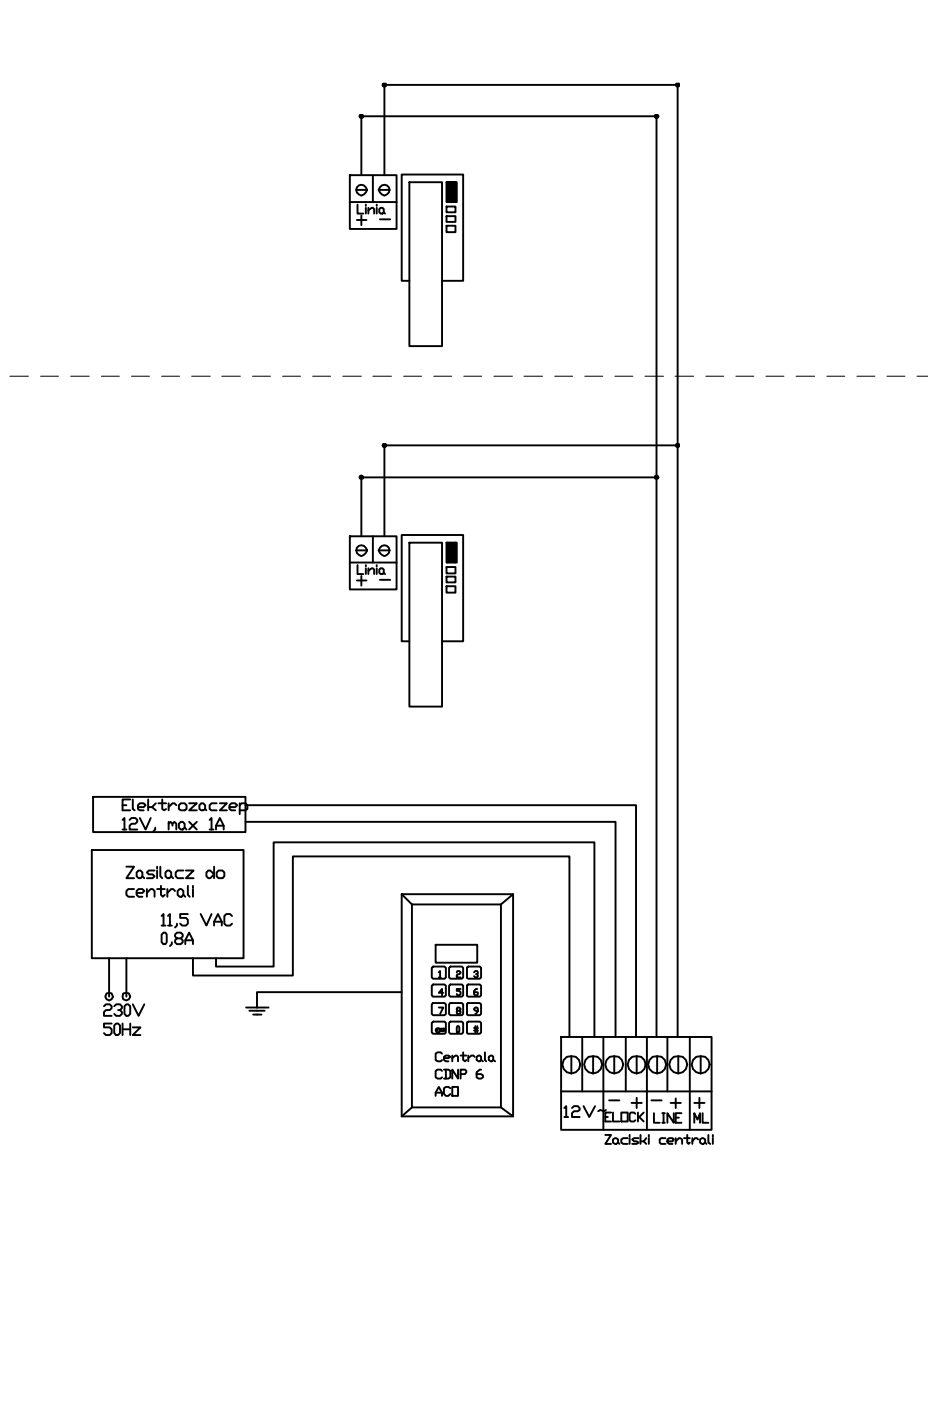 Linia
+ −
Linia
+ −
Elektrozaczep
12V, max 1A
Zasilacz do
centrali
11,5 VAC
0,8A
230V
50Hz
1 2 3
4 5 6
7 8 9
0 #
Centrala
CDNP 6
ACO
− + − + +
12V~ ELOCK LINE ML
Zaciski centrali